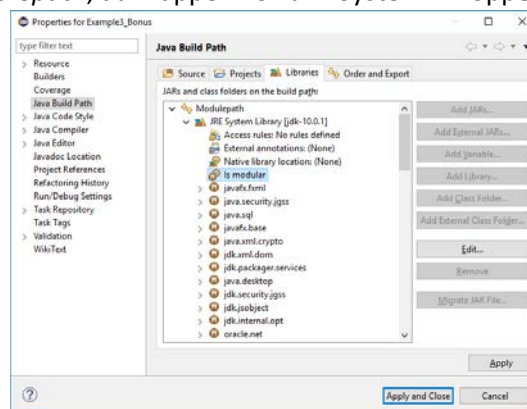 Properties for Example3_Bonus
type filter text
Resource
Builders
Coverage
Java Build Path
Java Code Style
Java Compiler
Java Editor
Javadoc Location
Project References
Refactoring History
Run/Debug Settings
Task Repository
Task Tags
Validation
WikiText
Java Build Path
Source
Projects
Libraries
Order and Export
JARs and class folders on the build path:
Modulepath
JRE System Library [jdk-10.0.1]
Access rules: No rules defined
External annotations: (None)
Native library location: (None)
Is modular
javafx.fxml
java.security.jgss
java.sql
javafx.base
java.xml.crypto
jdk.xml.dom
jdk.packager.services
java.desktop
jdk.security.jgss
jdk.jsobject
jdk.internal.opt
oracle.net
Add JARs...
Add External JARs...
Add Variable...
Add Library...
Add Class Folder...
Add External Class Folder...
Edit...
Remove
Migrate JAR File...
Apply
Apply and Close
Cancel